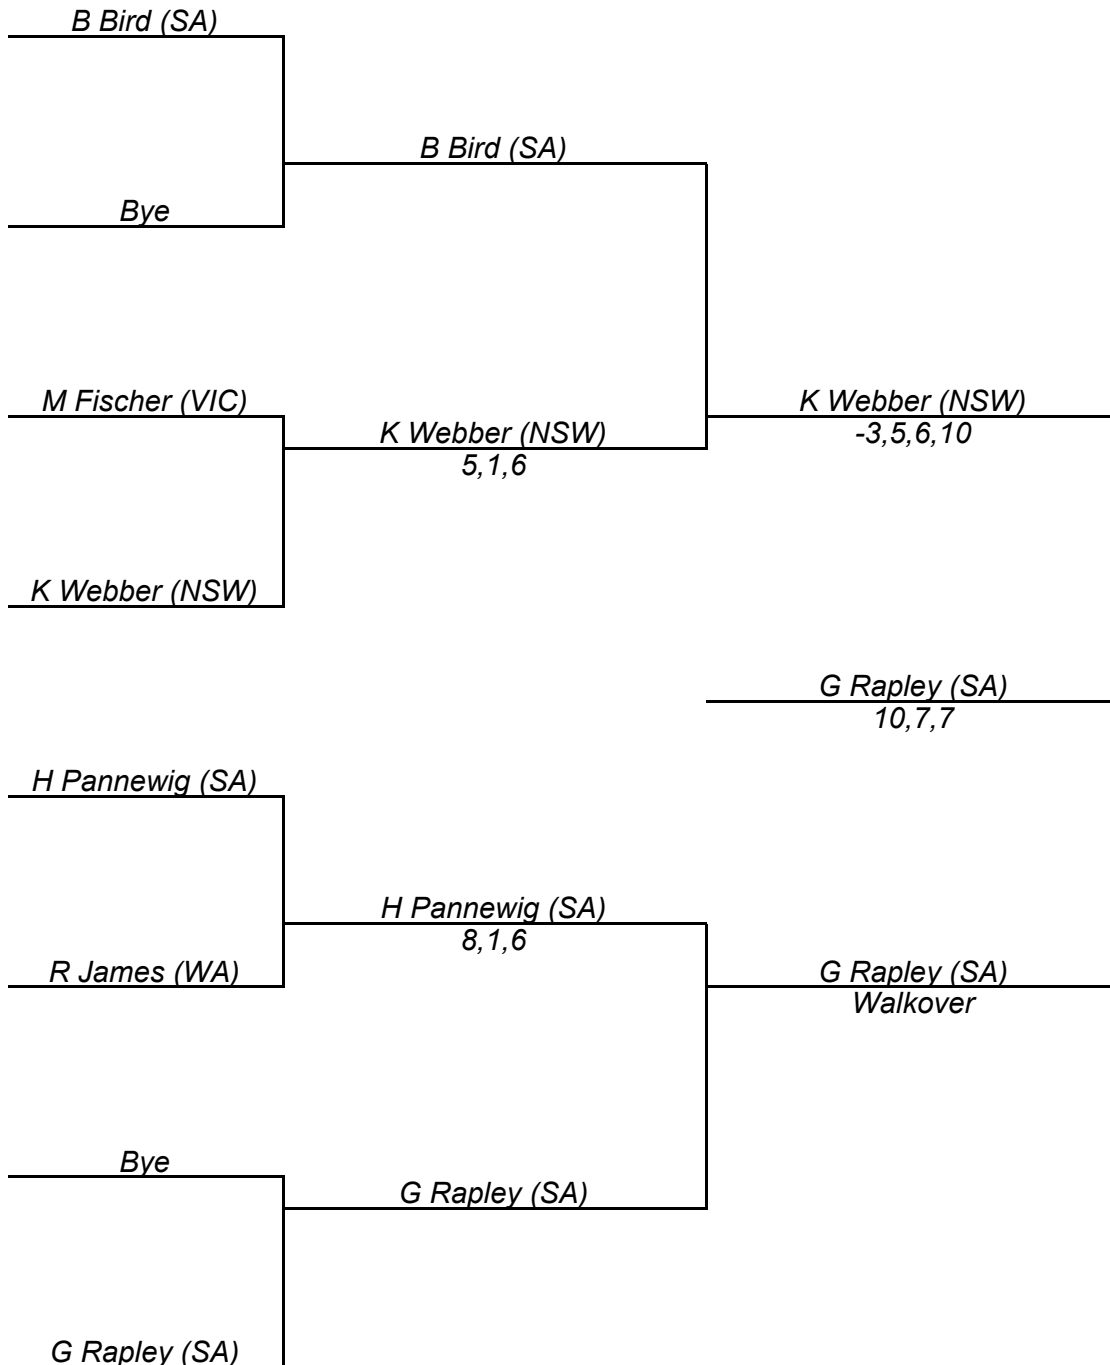 B Bird (SA)
B Bird (SA)
Bye
M Fischer (VIC)
K Webber (NSW)
-3,5,6,10
K Webber (NSW)
5,1,6
K Webber (NSW)
G Rapley (SA)
10,7,7
H Pannewig (SA)
H Pannewig (SA)
8,1,6
R James (WA)
G Rapley (SA)
Walkover
Bye
G Rapley (SA)
G Rapley (SA)